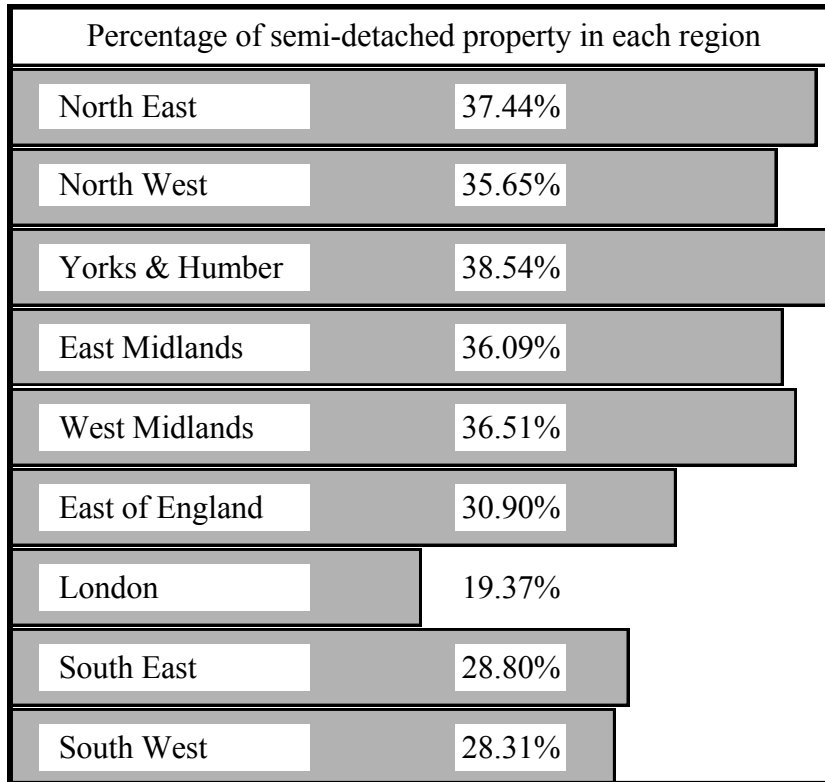 Percentage of semi-detached property in each region
North East 37.44%
North West 35.65%
Yorks & Humber 38.54%
East Midlands 36.09%
West Midlands 36.51%
East of England 30.90%
London 19.37%
South East 28.80%
South West 28.31%